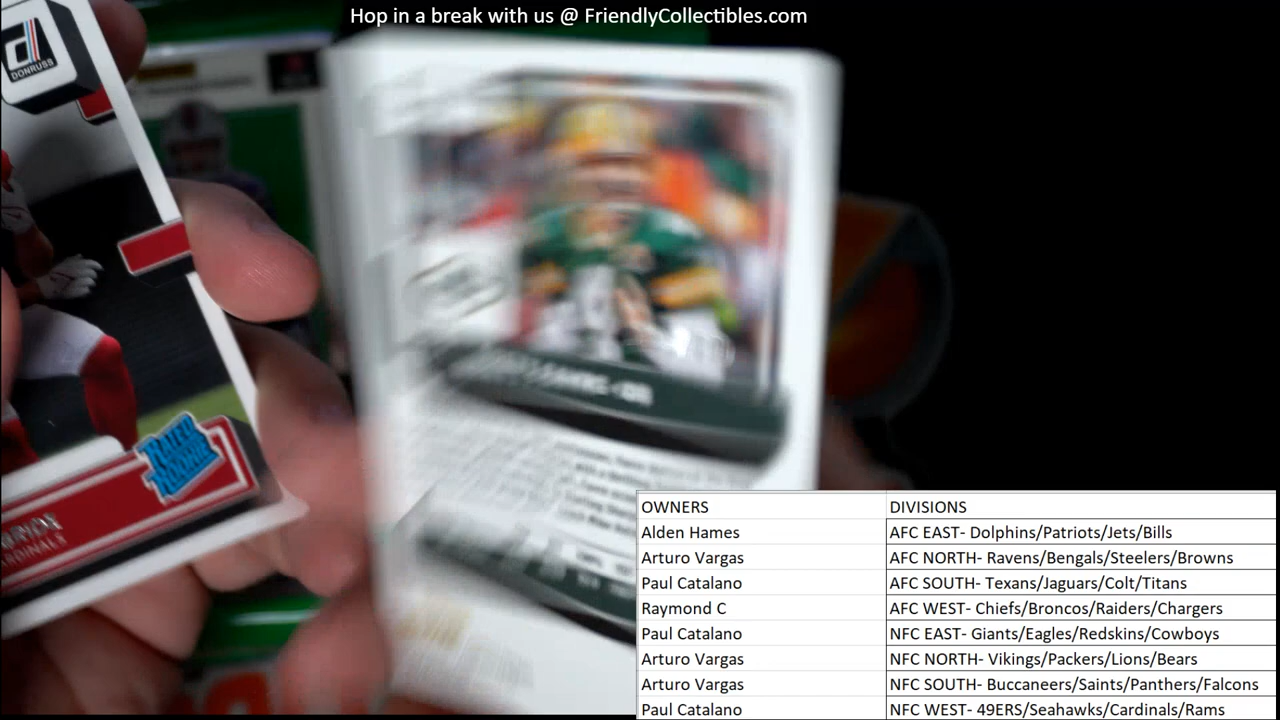 Hop in a break with us @ FriendlyCollectibles.com
DONRUSS
RATED
ROOKIE
CARDINALS
OWNERS DIVISIONS
Alden Hames AFC EAST- Dolphins/Patriots/Jets/Bills
Arturo Vargas AFC NORTH- Ravens/Bengals/Steelers/Browns
Paul Catalano AFC SOUTH- Texans/Jaguars/Colt/Titans
Raymond C AFC WEST- Chiefs/Broncos/Raiders/Chargers
Paul Catalano NFC EAST- Giants/Eagles/Redskins/Cowboys
Arturo Vargas NFC NORTH- Vikings/Packers/Lions/Bears
Arturo Vargas NFC SOUTH- Buccaneers/Saints/Panthers/Falcons
Paul Catalano NFC WEST- 49ERS/Seahawks/Cardinals/Rams